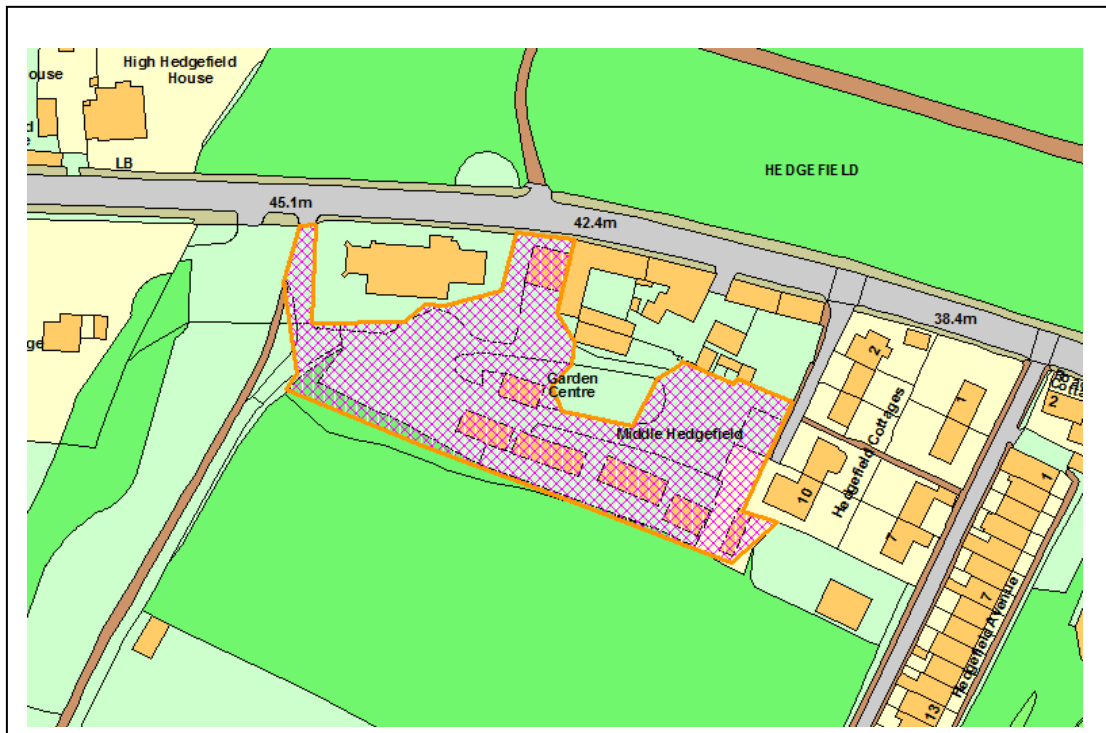 High Hedgefield
House
ouse
LB
HEDGEFIELD
45.1m
42.4m
38.4m
2
1
2
Garden
Centre
Middle Hedgefield
Hedgefield Cottages
10
7
1
7
Hedgefield Avenue
13
ge